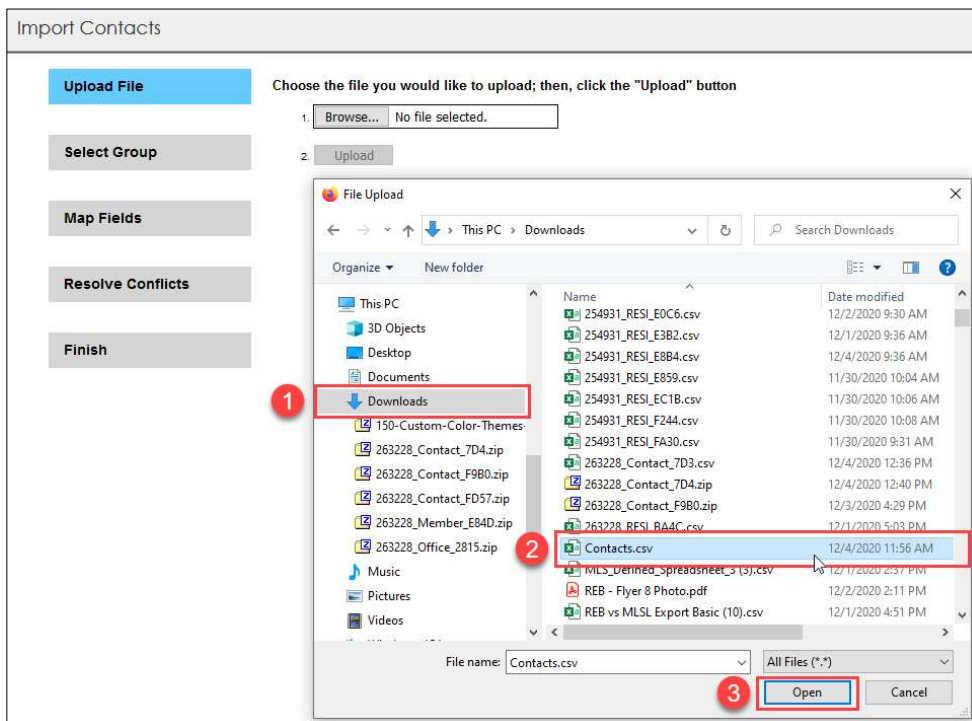 Import Contacts
Upload File
Select Group
Map Fields
Resolve Conflicts
Finish
Choose the file you would like to upload; then, click the "Upload" button
1. Browse... No file selected.
2. Upload
File Upload
This PC > Downloads
Search Downloads
Organize
New folder
This PC
3D Objects
Desktop
Documents
1
Downloads
150-Custom-Color-Themes-
263228_Contact_7D4.zip
263228_Contact_F9B0.zip
263228_Contact_FD57.zip
263228_Member_E84D.zip
263228_Office_2815.zip
Music
Pictures
Videos
Name Date modified
254931_RESI_E0C6.csv 12/2/2020 9:30 AM
254931_RESI_E3B2.csv 12/1/2020 9:36 AM
254931_RESI_E8B4.csv 12/4/2020 9:36 AM
254931_RESI_E859.csv 11/30/2020 10:04 AM
254931_RESI_EC1B.csv 11/30/2020 10:06 AM
254931_RESI_F244.csv 11/30/2020 10:08 AM
254931_RESI_FA30.csv 11/30/2020 9:31 AM
263228_Contact_7D3.csv 12/4/2020 12:36 PM
263228_Contact_7D4.zip 12/4/2020 12:40 PM
263228_Contact_F9B0.zip 12/3/2020 4:29 PM
263228_RESI_BA4C.csv 12/1/2020 5:03 PM
2
Contacts.csv 12/4/2020 11:56 AM
MLS_Defined_Spreadsheet_3 (3).csv 12/1/2020 2:37 PM
REB - Flyer 8 Photo.pdf 12/2/2020 2:11 PM
REB vs MLSL Export Basic (10).csv 12/1/2020 4:51 PM
File name: Contacts.csv All Files (*.*)
3
Open Cancel